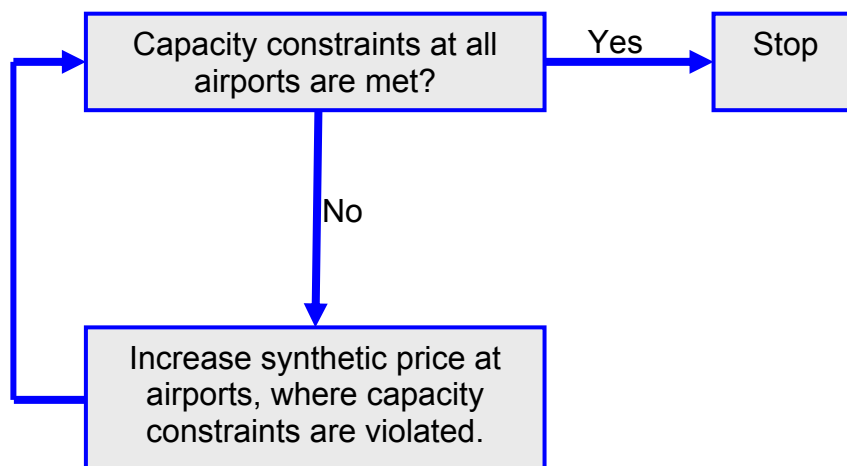 Capacity constraints at all
airports are met?
Yes
Stop
No
Increase synthetic price at
airports, where capacity
constraints are violated.